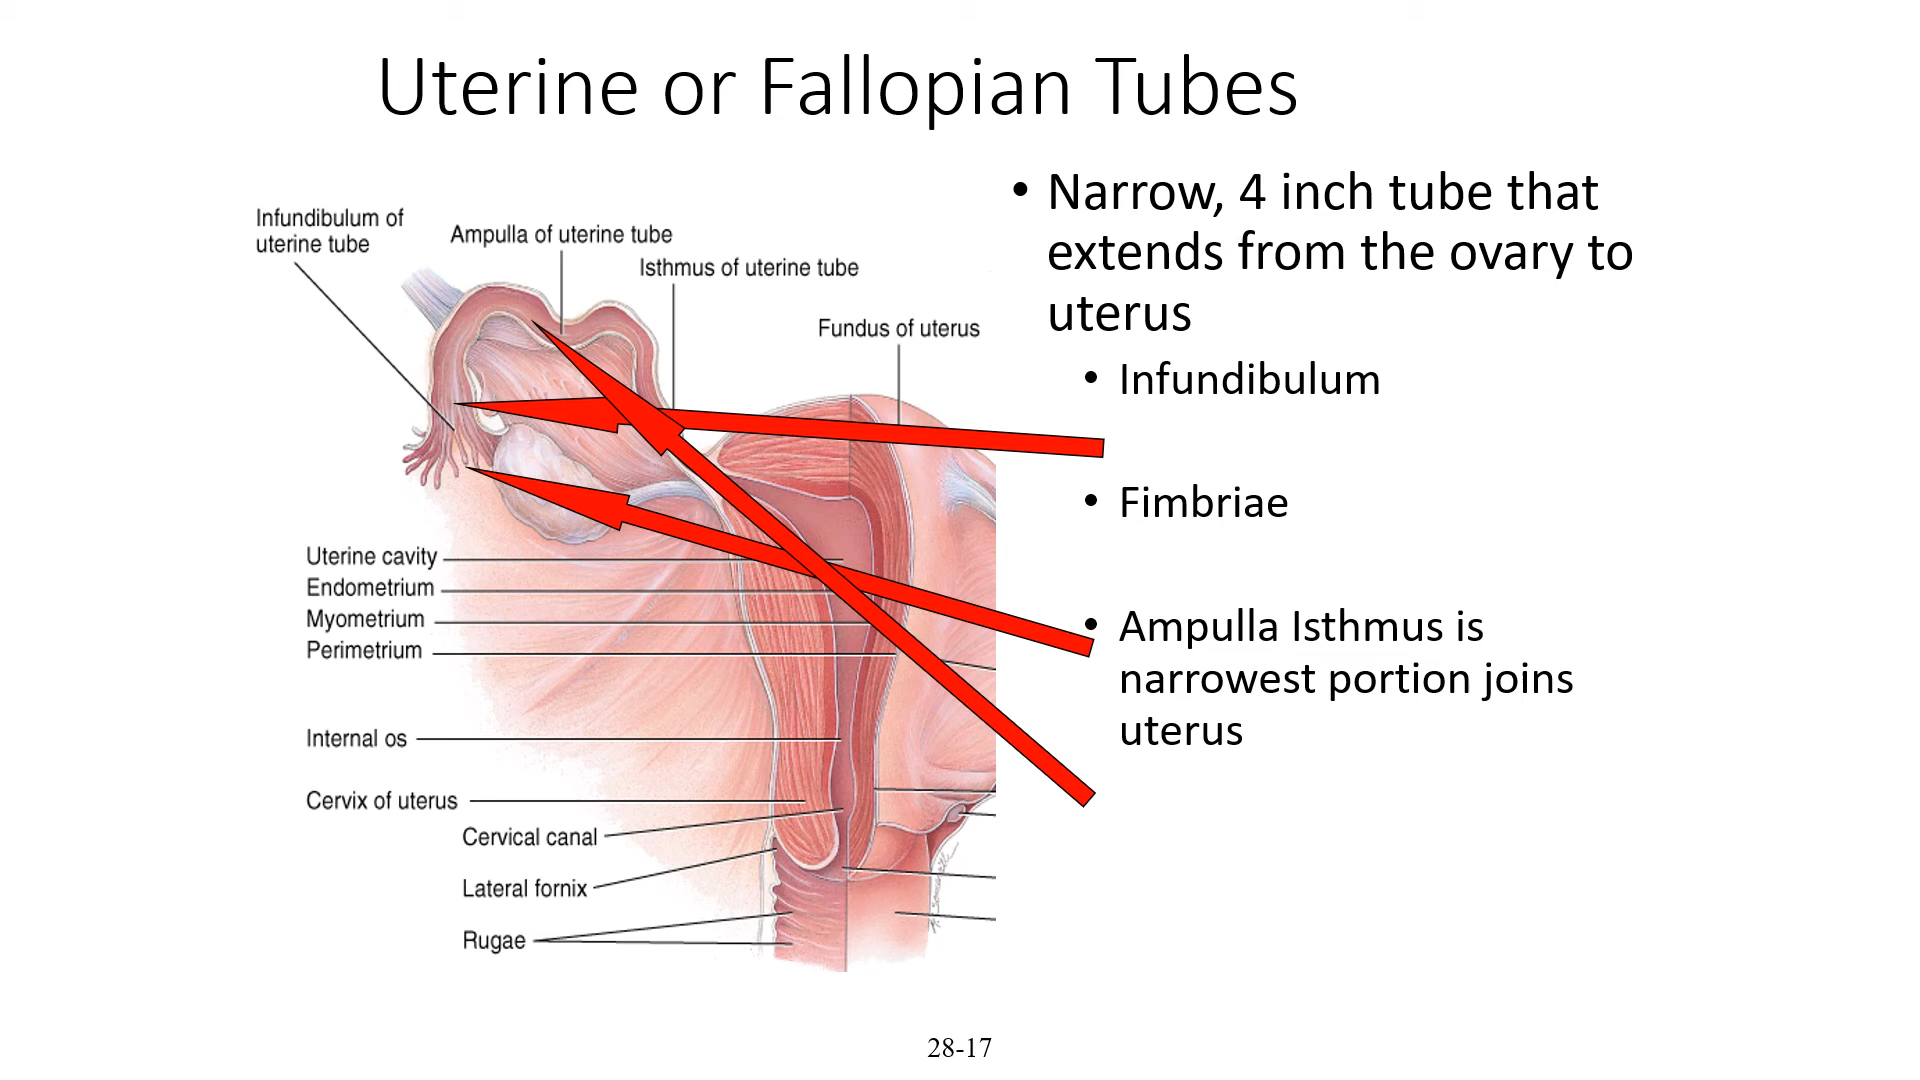 Uterine or Fallopian Tubes
Infundibulum of
uterine tube
Ampulla of uterine tube
Isthmus of uterine tube
Fundus of uterus
Uterine cavity
Endometrium
Myometrium
Perimetrium
Internal os
Cervix of uterus
Cervical canal
Lateral fornix
Rugae
• Narrow, 4 inch tube that
extends from the ovary to
uterus
• Infundibulum
• Fimbriae
• Ampulla Isthmus is
narrowest portion joins
uterus
28-17